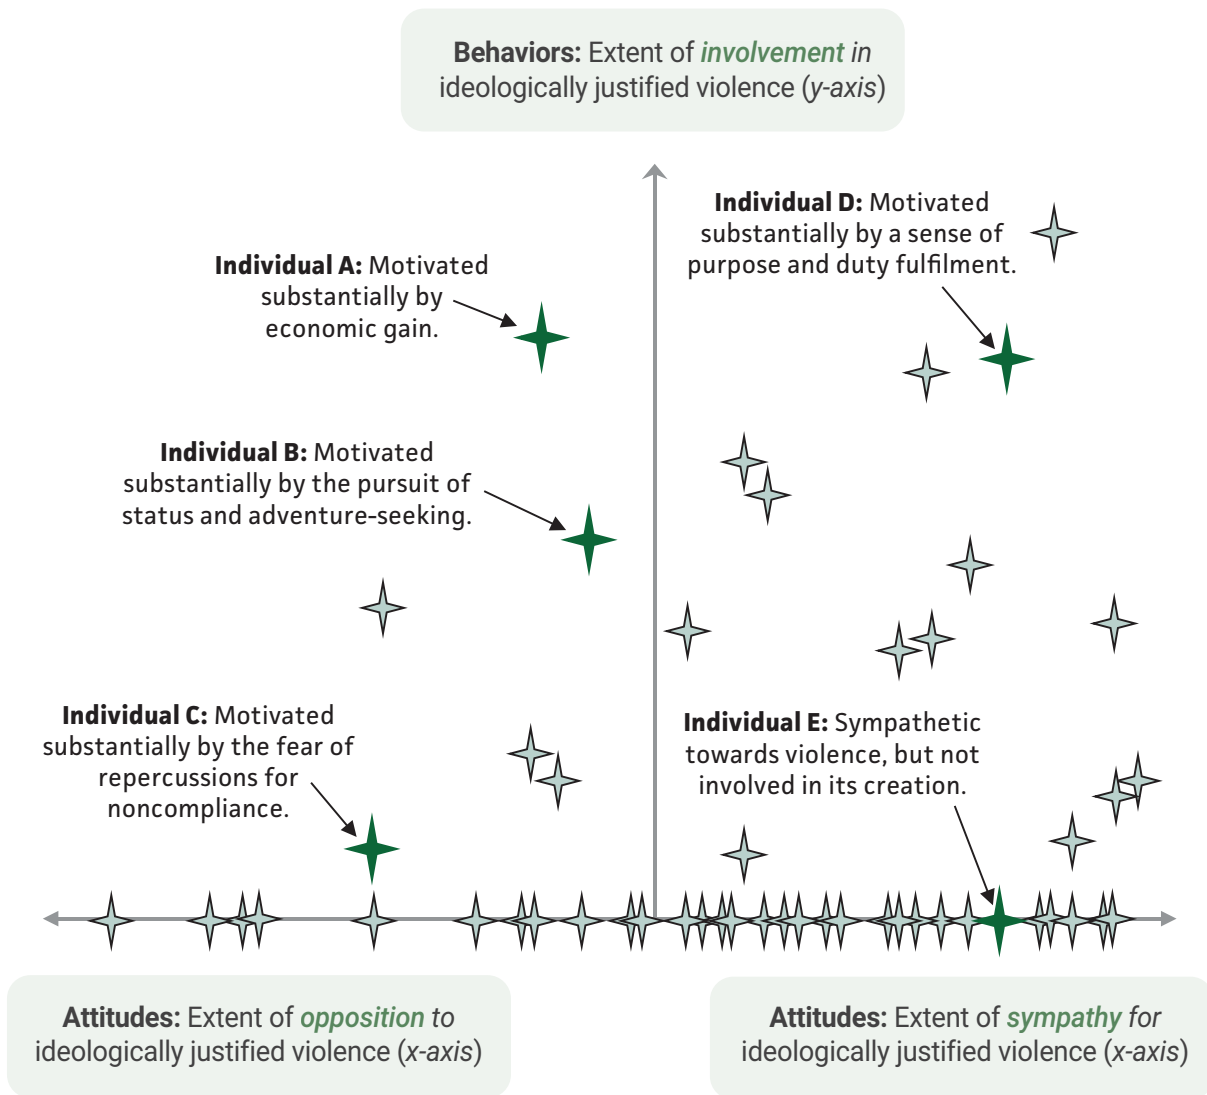 Behaviors: Extent of involvement in
ideologically justified violence (y-axis)
Individual D: Motivated
substantially by a sense of
purpose and duty fulfilment.
Individual A: Motivated
substantially by
economic gain.
Individual B: Motivated
substantially by the pursuit of
status and adventure-seeking.
Individual C: Motivated
substantially by the fear of
repercussions for
noncompliance.
Individual E: Sympathetic
towards violence, but not
involved in its creation.
Attitudes: Extent of opposition to
ideologically justified violence (x-axis)
Attitudes: Extent of sympathy for
ideologically justified violence (x-axis)